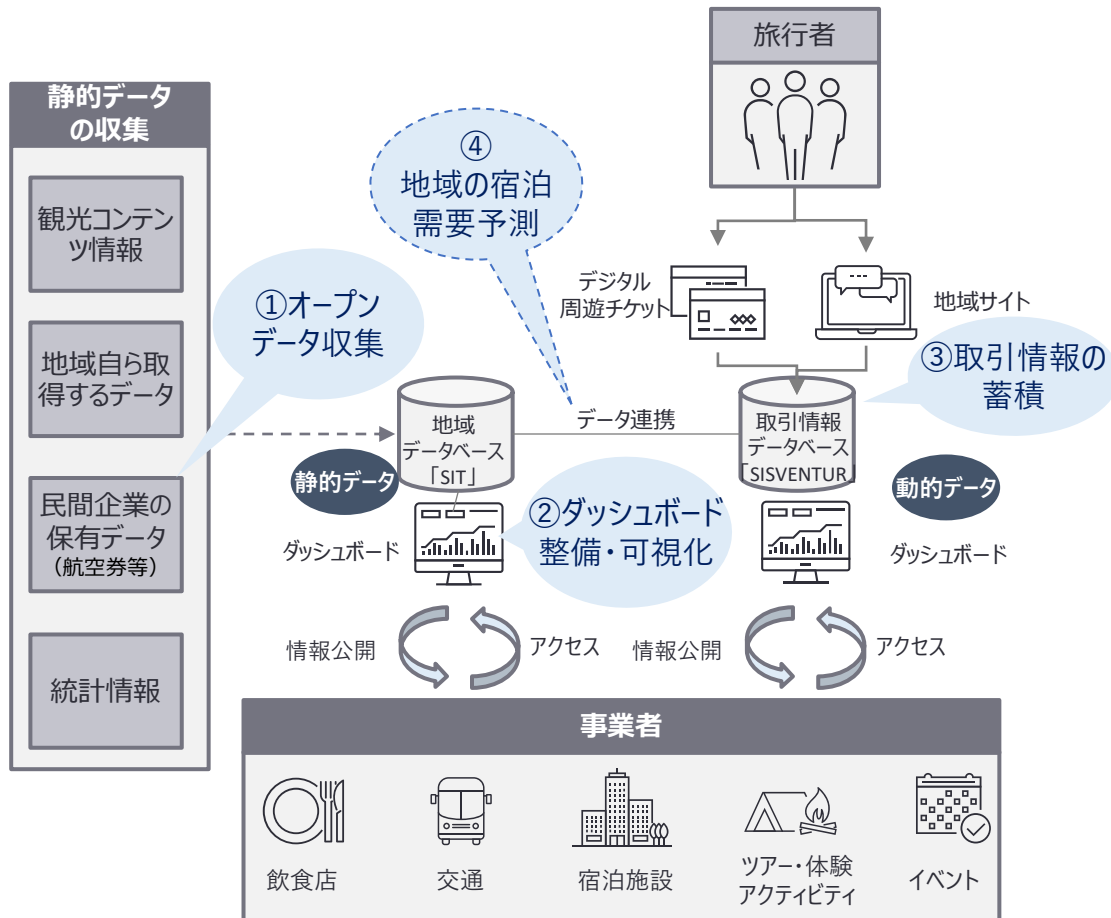 旅行者
静的データ
の収集
観光コンテン
ツ情報
地域自ら取
得するデータ
民間企業の
保有データ
(航空券等)
統計情報
①オープン
データ収集
④
地域の宿泊
需要予測
デジタル
周遊チケット
地域サイト
③取引情報の
蓄積
地域
データベース
「SIT」
データ連携
取引情報
データベース
「SISVENTUR」
静的データ
動的データ
②ダッシュボード
整備・可視化
ダッシュボード
ダッシュボード
情報公開
アクセス
情報公開
アクセス
事業者
飲食店
交通
宿泊施設
ツアー・体験
アクティビティ
イベント